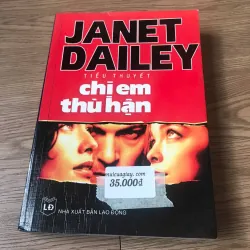 JANET
DAILEY
TIỂU THUYẾT
chị em
thù hận
35.000đ
LĐ
NHÀ XUẤT BẢN LAO ĐỘNG